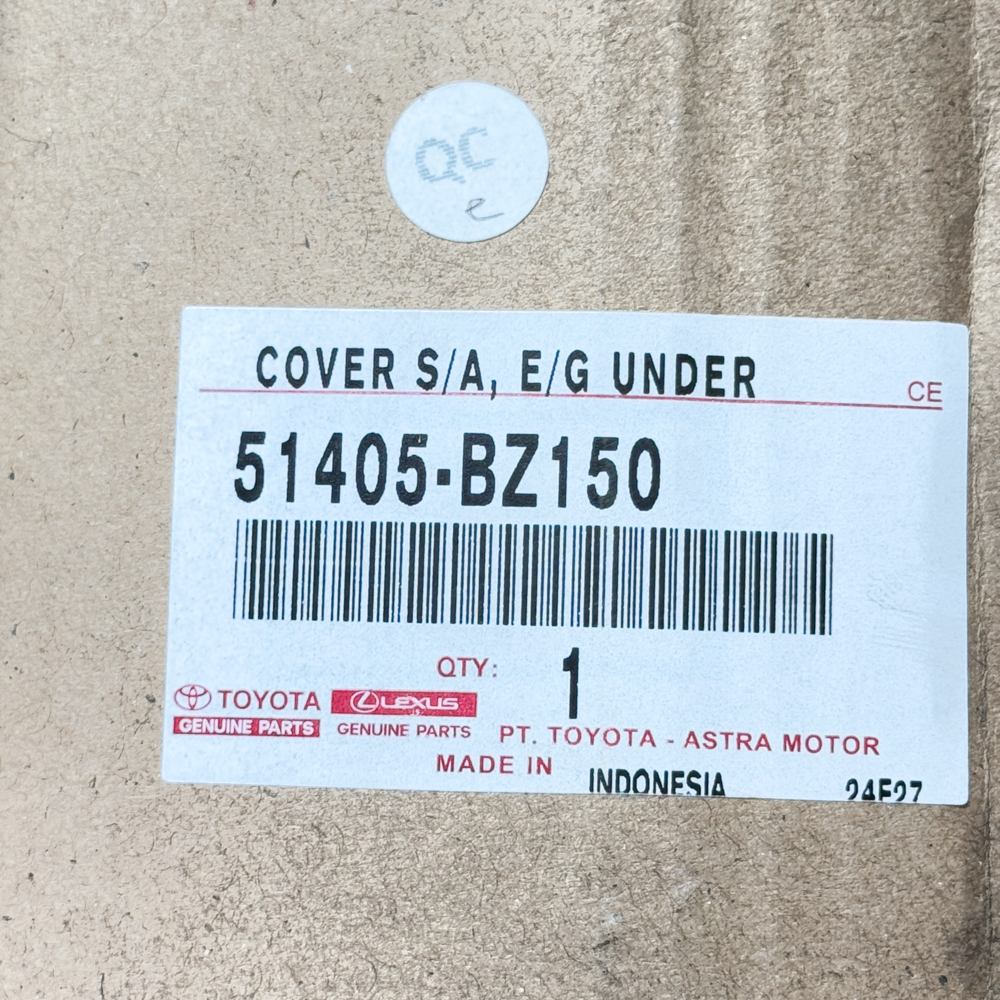 QC
COVER S/A, E/G UNDER
CE
51405-BZ150
QTY: 1
TOYOTA
GENUINE PARTS
LEXUS
GENUINE PARTS
PT. TOYOTA - ASTRA MOTOR
MADE IN INDONESIA